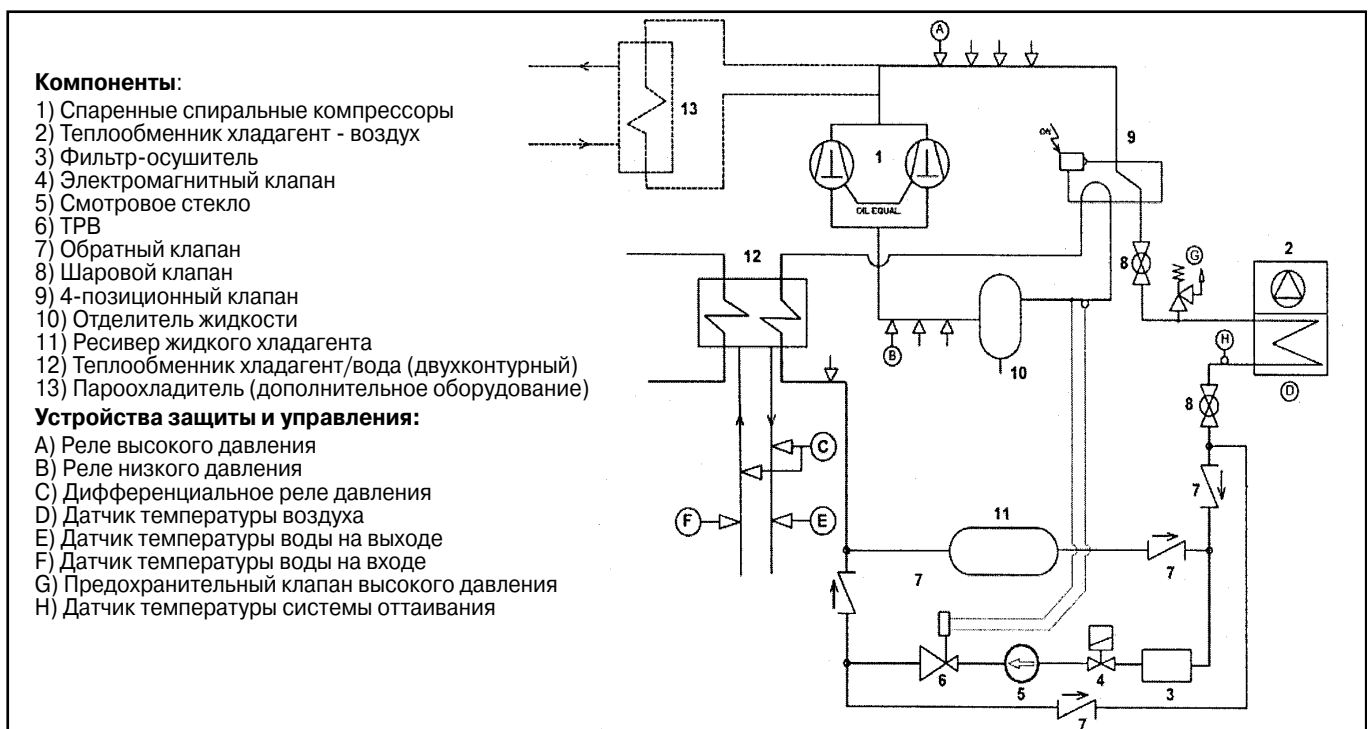 Компоненты:
1) Спаренные спиральные компрессоры
2) Теплообменник хладагент - воздух
3) Фильтр-осушитель
4) Электромагнитный клапан
5) Смотровое стекло
6) ТРВ
7) Обратный клапан
8) Шаровой клапан
9) 4-позиционный клапан
10) Отделитель жидкости
11) Ресивер жидкого хладагента
12) Теплообменник хладагент/вода (двухконтурный)
13) Пароохладитель (дополнительное оборудование)
Устройства защиты и управления:
A) Реле высокого давления
B) Реле низкого давления
C) Дифференциальное реле давления
D) Датчик температуры воздуха
E) Датчик температуры воды на выходе
F) Датчик температуры воды на входе
G) Предохранительный клапан высокого давления
H) Датчик температуры системы оттаивания
A
13
1
ON
9
OIL EQUAL.
12
8
G
2
H
B
10
D
8
C
7
F
E
11
7
7
6
5
4
3
7